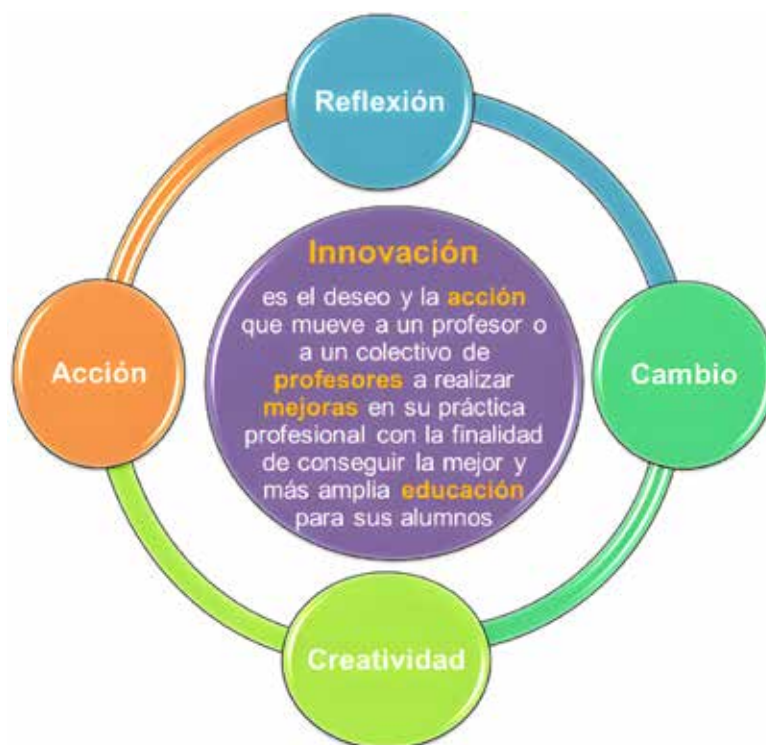 Reflexión
Innovación
es el deseo y la acción
que mueve a un profesor o
a un colectivo de
profesores a realizar
mejoras en su práctica
profesional con la finalidad
de conseguir la mejor y
más amplia educación
para sus alumnos
Acción
Cambio
Creatividad